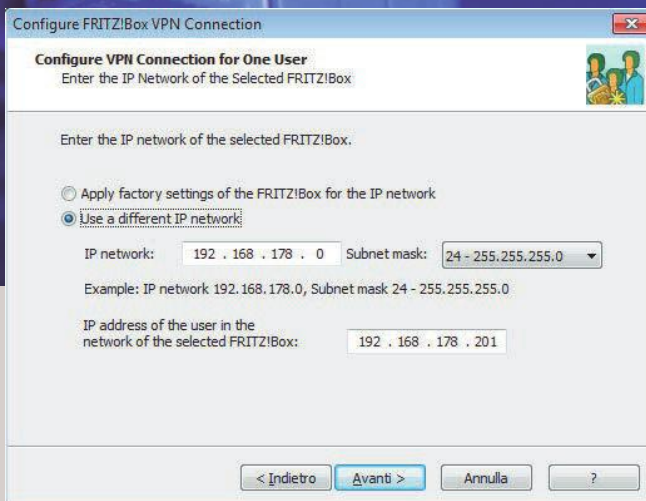 Configure FRITZ!Box VPN Connection
Configure VPN Connection for One User
Enter the IP Network of the Selected FRITZ!Box
Enter the IP network of the selected FRITZ!Box.
Apply factory settings of the FRITZ!Box for the IP network
Use a different IP network
IP network: 192 . 168 . 178 . 0 Subnet mask: 24 - 255.255.255.0
Example: IP network 192.168.178.0, Subnet mask 24 - 255.255.255.0
IP address of the user in the
network of the selected FRITZ!Box: 192 . 168 . 178 . 201
< Indietro Avanti > Annulla ?